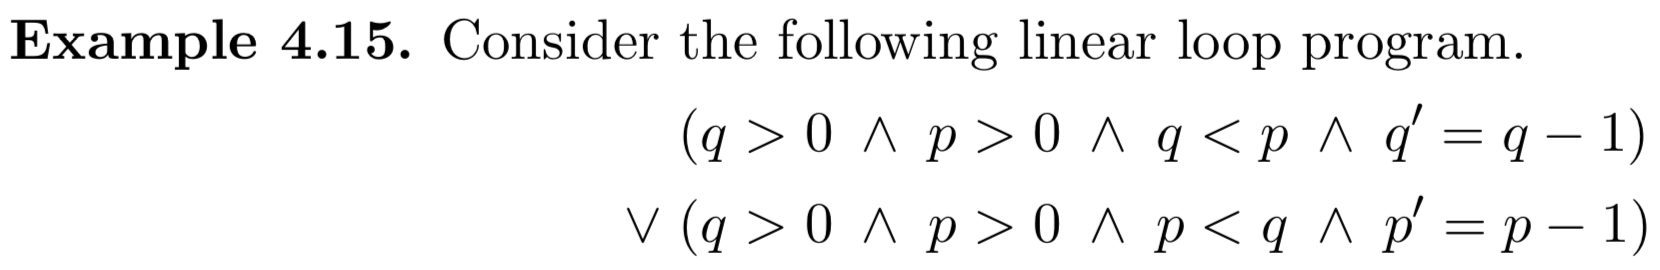 Example 4.15. Consider the following linear loop program.
(q > 0 ∧ p > 0 ∧ q < p ∧ q′ = q − 1)
∨ (q > 0 ∧ p > 0 ∧ p < q ∧ p′ = p − 1)